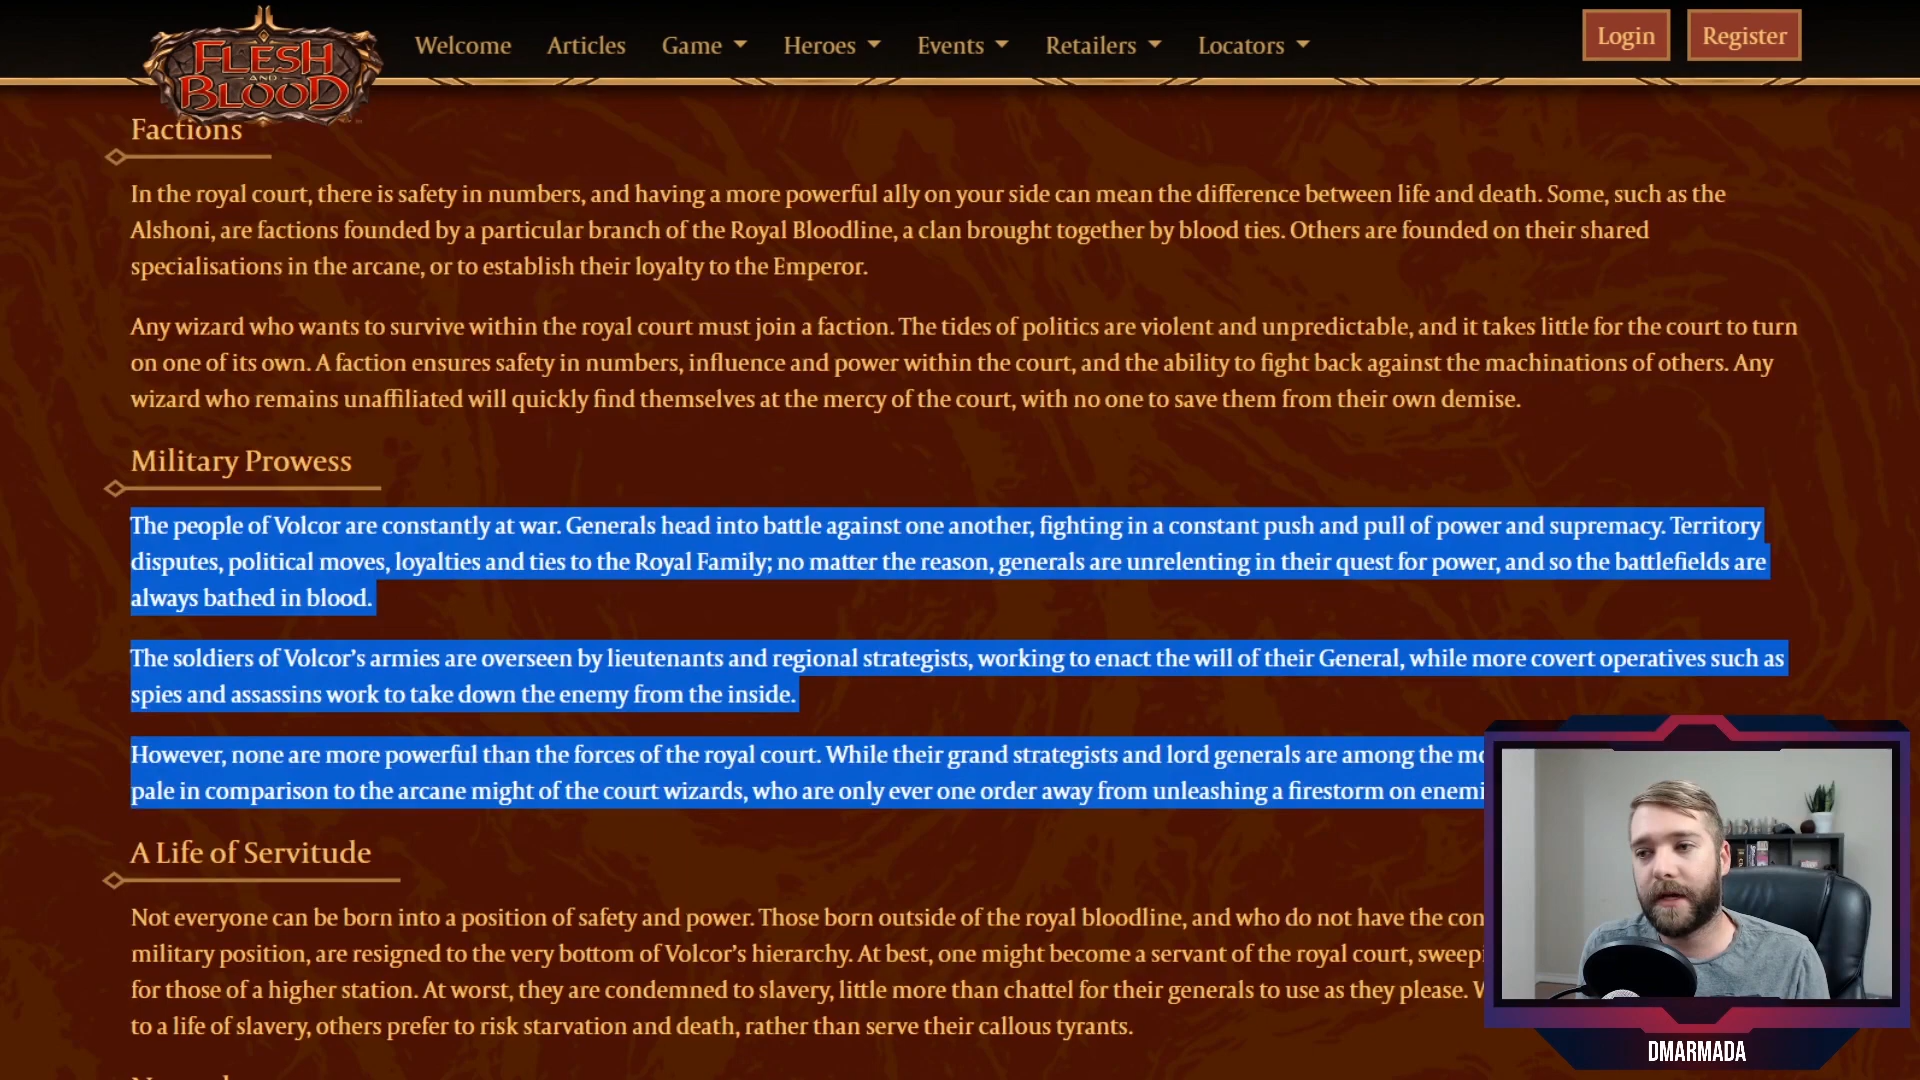 FLESH
AND
BLOOD
Welcome
Articles
Game
Heroes
Events
Retailers
Locators
Login
Register
Factions
In the royal court, there is safety in numbers, and having a more powerful ally on your side can mean the difference between life and death. Some, such as the
Alshoni, are factions founded by a particular branch of the Royal Bloodline, a clan brought together by blood ties. Others are founded on their shared
specialisations in the arcane, or to establish their loyalty to the Emperor.
Any wizard who wants to survive within the royal court must join a faction. The tides of politics are violent and unpredictable, and it takes little for the court to turn
on one of its own. A faction ensures safety in numbers, influence and power within the court, and the ability to fight back against the machinations of others. Any
wizard who remains unaffiliated will quickly find themselves at the mercy of the court, with no one to save them from their own demise.
Military Prowess
The people of Volcor are constantly at war. Generals head into battle against one another, fighting in a constant push and pull of power and supremacy. Territory
disputes, political moves, loyalties and ties to the Royal Family; no matter the reason, generals are unrelenting in their quest for power, and so the battlefields are
always bathed in blood.
The soldiers of Volcor's armies are overseen by lieutenants and regional strategists, working to enact the will of their General, while more covert operatives such as
spies and assassins work to take down the enemy from the inside.
However, none are more powerful than the forces of the royal court. While their grand strategists and lord generals are among the
pale in comparison to the arcane might of the court wizards, who are only ever one order away from unleashing a firestorm on
A Life of Servitude
Not everyone can be born into a position of safety and power. Those born outside of the royal bloodline, and who do not have the
military position, are resigned to the very bottom of Volcor's hierarchy. At best, one might become a servant of the royal court,
for those of a higher station. At worst, they are condemned to slavery, little more than chattel for their generals to use as they please.
to a life of slavery, others prefer to risk starvation and death, rather than serve their callous tyrants.
DMARMADA